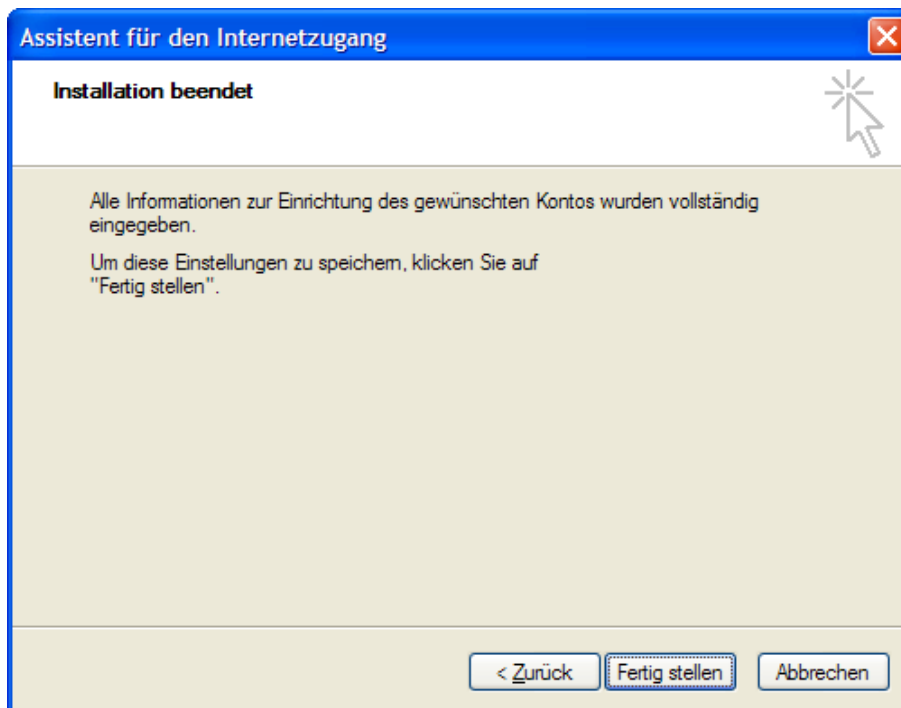 Assistent für den Internetzugang
Installation beendet
Alle Informationen zur Einrichtung des gewünschten Kontos wurden vollständig
eingegeben.
Um diese Einstellungen zu speichern, klicken Sie auf
"Fertig stellen".
< Zurück Fertig stellen Abbrechen